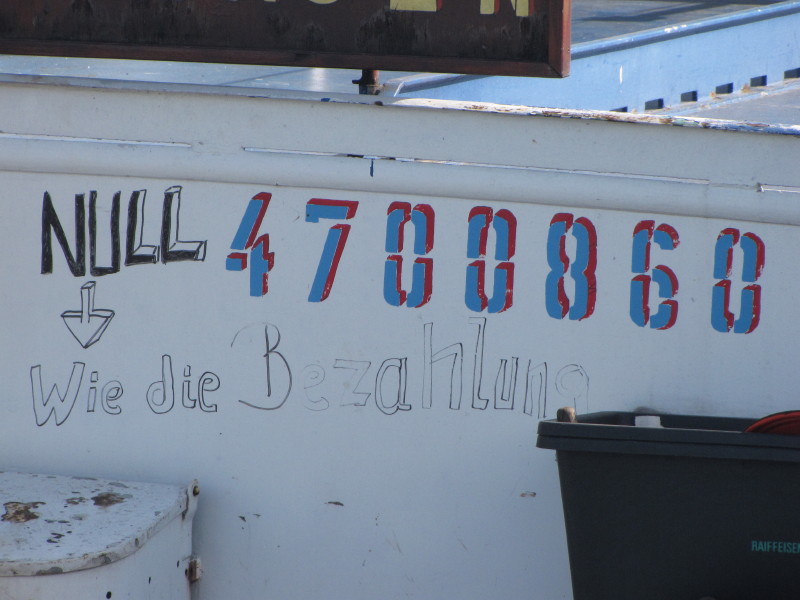 NULL 4700860
Wie die Bezahlung
RAIFFEISEN